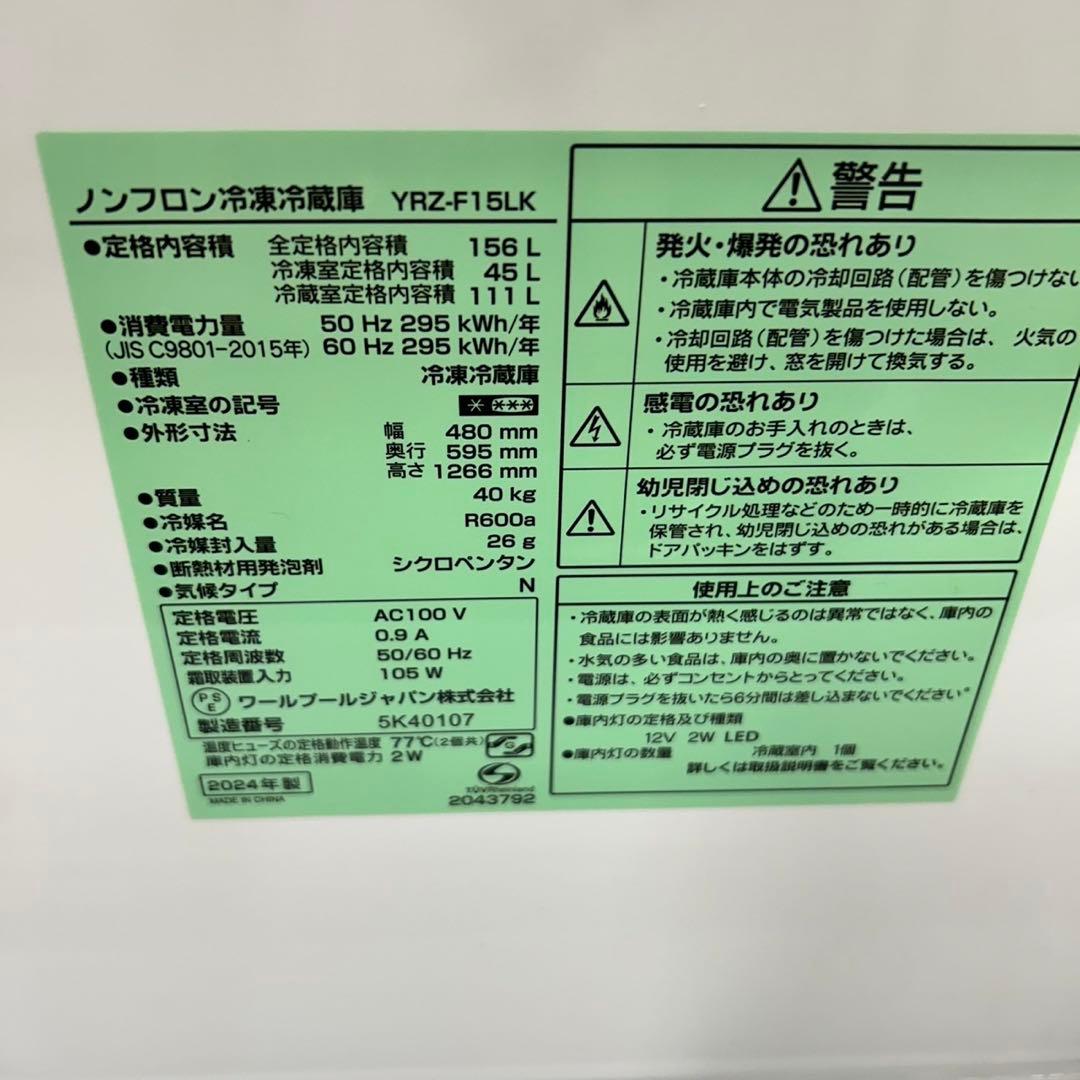 ノンフロン冷凍冷蔵庫 YRZ-F15LK
●定格内容積 全定格内容積 156 L
冷凍室定格内容積 45 L
冷蔵室定格内容積 111 L
●消費電力量 50 Hz 295 kWh/年
(JIS C9801-2015年) 60 Hz 295 kWh/年
●種類 冷凍冷蔵庫
●冷凍室の記号 * ***
●外形寸法 幅 480 mm
奥行 595 mm
高さ 1266 mm
●質量 40 kg
●冷媒名 R600a
●冷媒封入量 26 g
●断熱材用発泡剤 シクロペンタン
●気候タイプ N
定格電圧 AC100 V
定格電流 0.9 A
定格周波数 50/60 Hz
霜取装置入力 105 W
PSE ワールプールジャパン株式会社
製造番号 5K40107
温度ヒューズの定格動作温度 77℃(2個共)
庫内灯の定格消費電力 2W
G
2024年製
MADE IN CHINA
TÜVRheinland
2043792
警告
発火・爆発の恐れあり
・冷蔵庫本体の冷却回路(配管)を傷つけない
・冷蔵庫内で電気製品を使用しない。
・冷却回路(配管)を傷つけた場合は、火気の
使用を避け、窓を開けて換気する。
感電の恐れあり
・冷蔵庫のお手入れのときは、
必ず電源プラグを抜く。
幼児閉じ込めの恐れあり
・リサイクル処理などのため一時的に冷蔵庫を
保管され、幼児閉じ込めの恐れがある場合は、
ドアパッキンをはずす。
使用上のご注意
・冷蔵庫の表面が熱く感じるのは異常ではなく、庫内の
食品には影響ありません。
・水気の多い食品は、庫内の奥に置かないでください。
・電源は、必ずコンセントからとってください。
・電源プラグを抜いたら6分間は差し込まないでください。
●庫内灯の定格及び種類
12V 2W LED
●庫内灯の数量 冷蔵室内 1個
詳しくは取扱説明書をご覧ください。